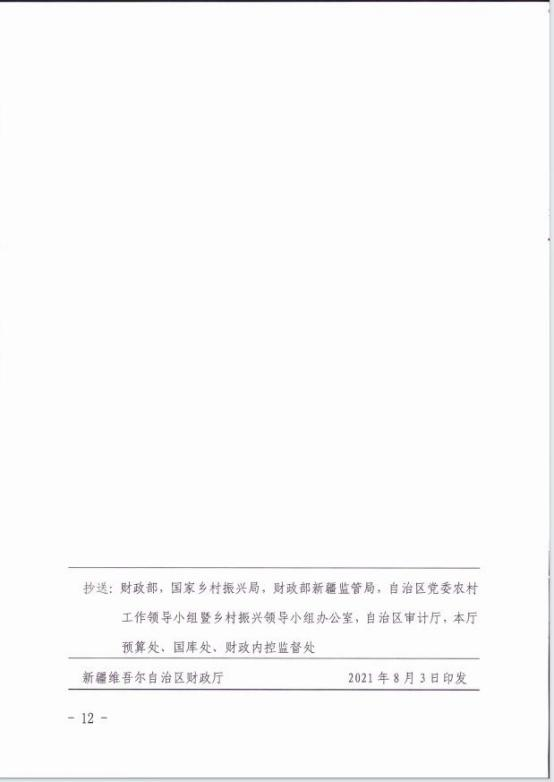 抄送：财政部，国家乡村振兴局，财政部新疆监管局，自治区党委农村
工作领导小组暨乡村振兴领导小组办公室，自治区审计厅，本厅
预算处、国库处、财政内控监督处
新疆维吾尔自治区财政厅 2021年8月3日印发
- 12 -